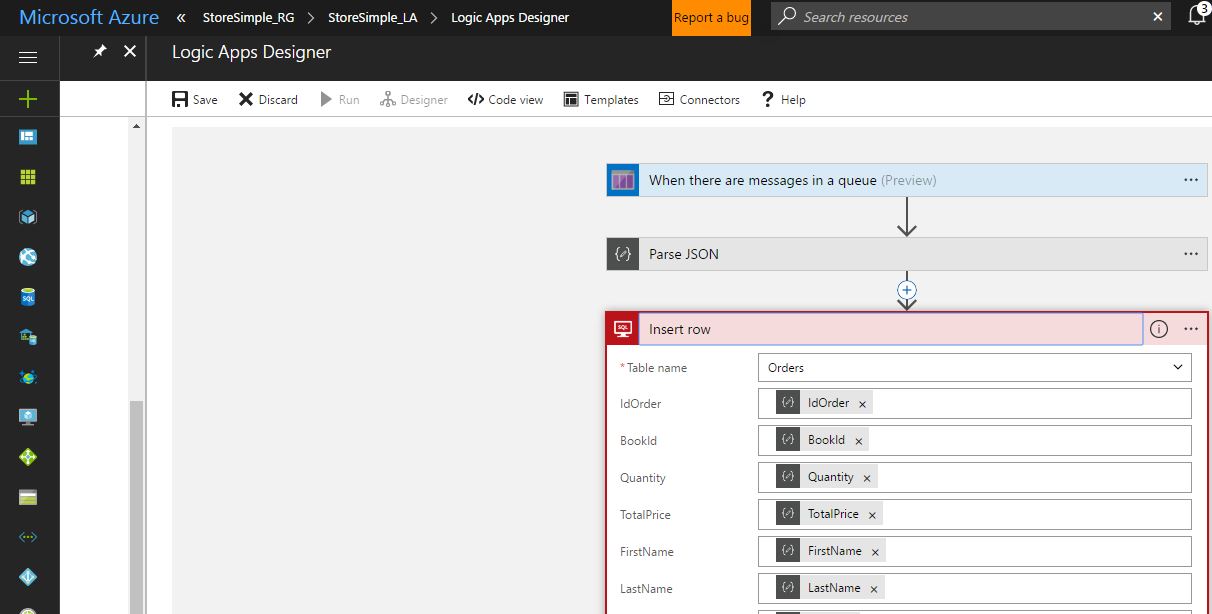 Microsoft Azure « StoreSimple_RG > StoreSimple_LA > Logic Apps Designer Report a bug Search resources 3
Logic Apps Designer
Save Discard Run Designer </> Code view Templates Connectors ? Help
When there are messages in a queue (Preview) ...
Parse JSON ...
SQL Insert row ...
* Table name Orders
IdOrder IdOrder ×
BookId BookId ×
Quantity Quantity ×
TotalPrice TotalPrice ×
FirstName FirstName ×
LastName LastName ×
SQL